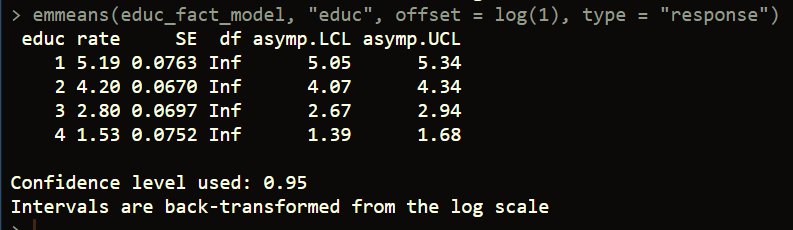 > emmeans(educ_fact_model, "educ", offset = log(1), type = "response")
educ rate SE df asymp.LCL asymp.UCL
1 5.19 0.0763 Inf 5.05 5.34
2 4.20 0.0670 Inf 4.07 4.34
3 2.80 0.0697 Inf 2.67 2.94
4 1.53 0.0752 Inf 1.39 1.68
Confidence level used: 0.95
Intervals are back-transformed from the log scale
>